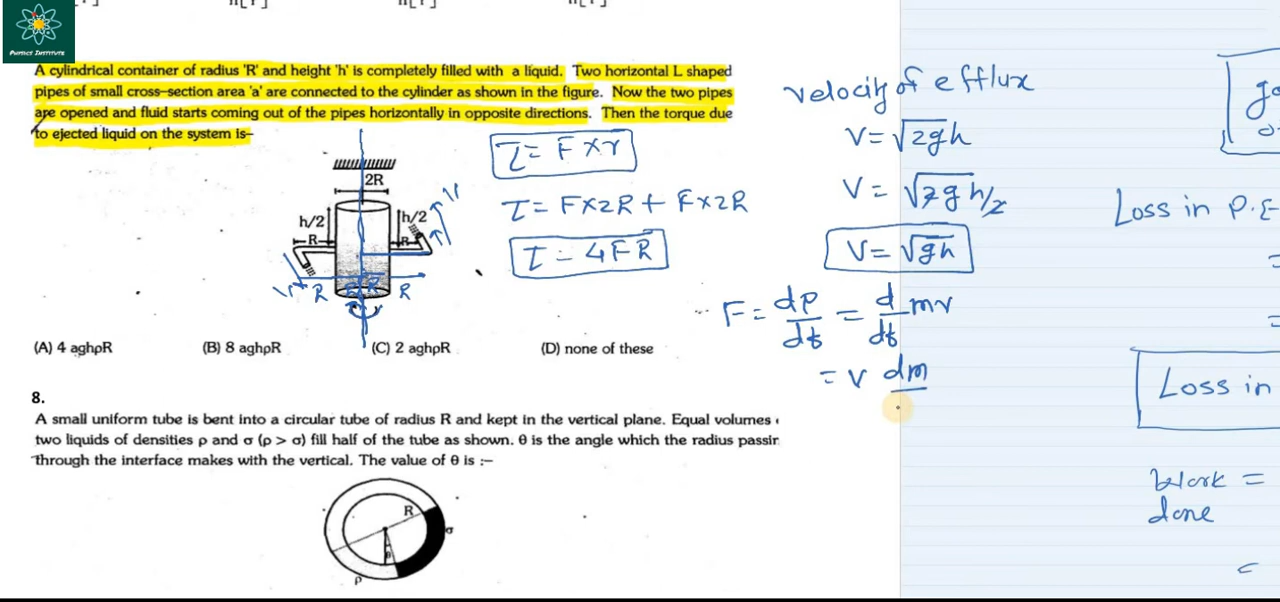 PHYSICS INSTITUTE
A cylindrical container of radius 'R' and height 'h' is completely filled with a liquid. Two horizontal L shaped
pipes of small cross-section area 'a' are connected to the cylinder as shown in the figure. Now the two pipes
are opened and fluid starts coming out of the pipes horizontally in opposite directions. Then the torque due
to ejected liquid on the system is–
2R
h/2
h/2
R
R
V
V
R
R
R
R
(A) 4 aghρR
(B) 8 aghρR
(C) 2 aghρR
(D) none of these
τ = F × r
τ = F×2R + F×2R
τ = 4FR
velocity of efflux
V = √2gh
V = √2g h/2
V = √gh
F = dp/dt = d/dt mv
= v dm
Loss in P.E
Loss in
Work =
done
8.
A small uniform tube is bent into a circular tube of radius R and kept in the vertical plane. Equal volumes
two liquids of densities ρ and σ (ρ > σ) fill half of the tube as shown. θ is the angle which the radius passin
through the interface makes with the vertical. The value of θ is :–
R
σ
θ
ρ